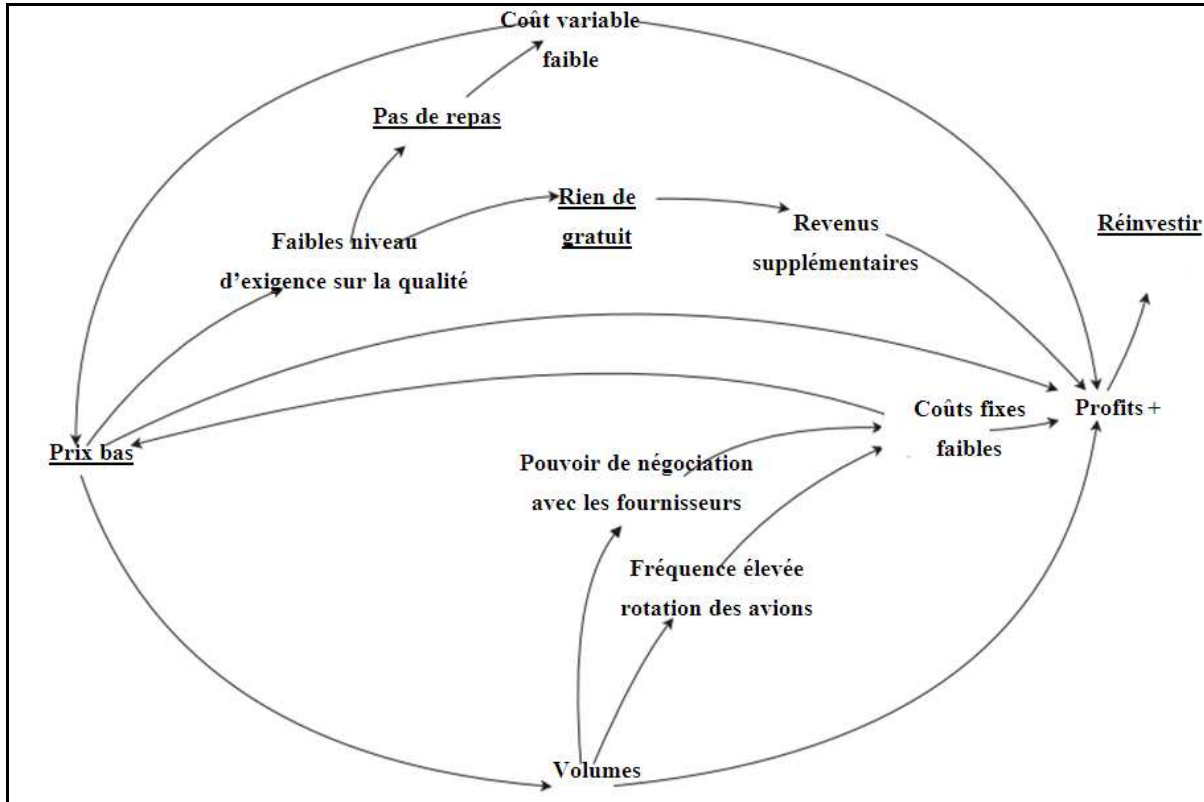 Coût variable
faible
Pas de repas
Rien de
gratuit
Revenus
supplémentaires
Réinvestir
Faibles niveau
d’exigence sur la qualité
Prix bas
Coûts fixes
faibles
Profits +
Pouvoir de négociation
avec les fournisseurs
Fréquence élevée
rotation des avions
Volumes